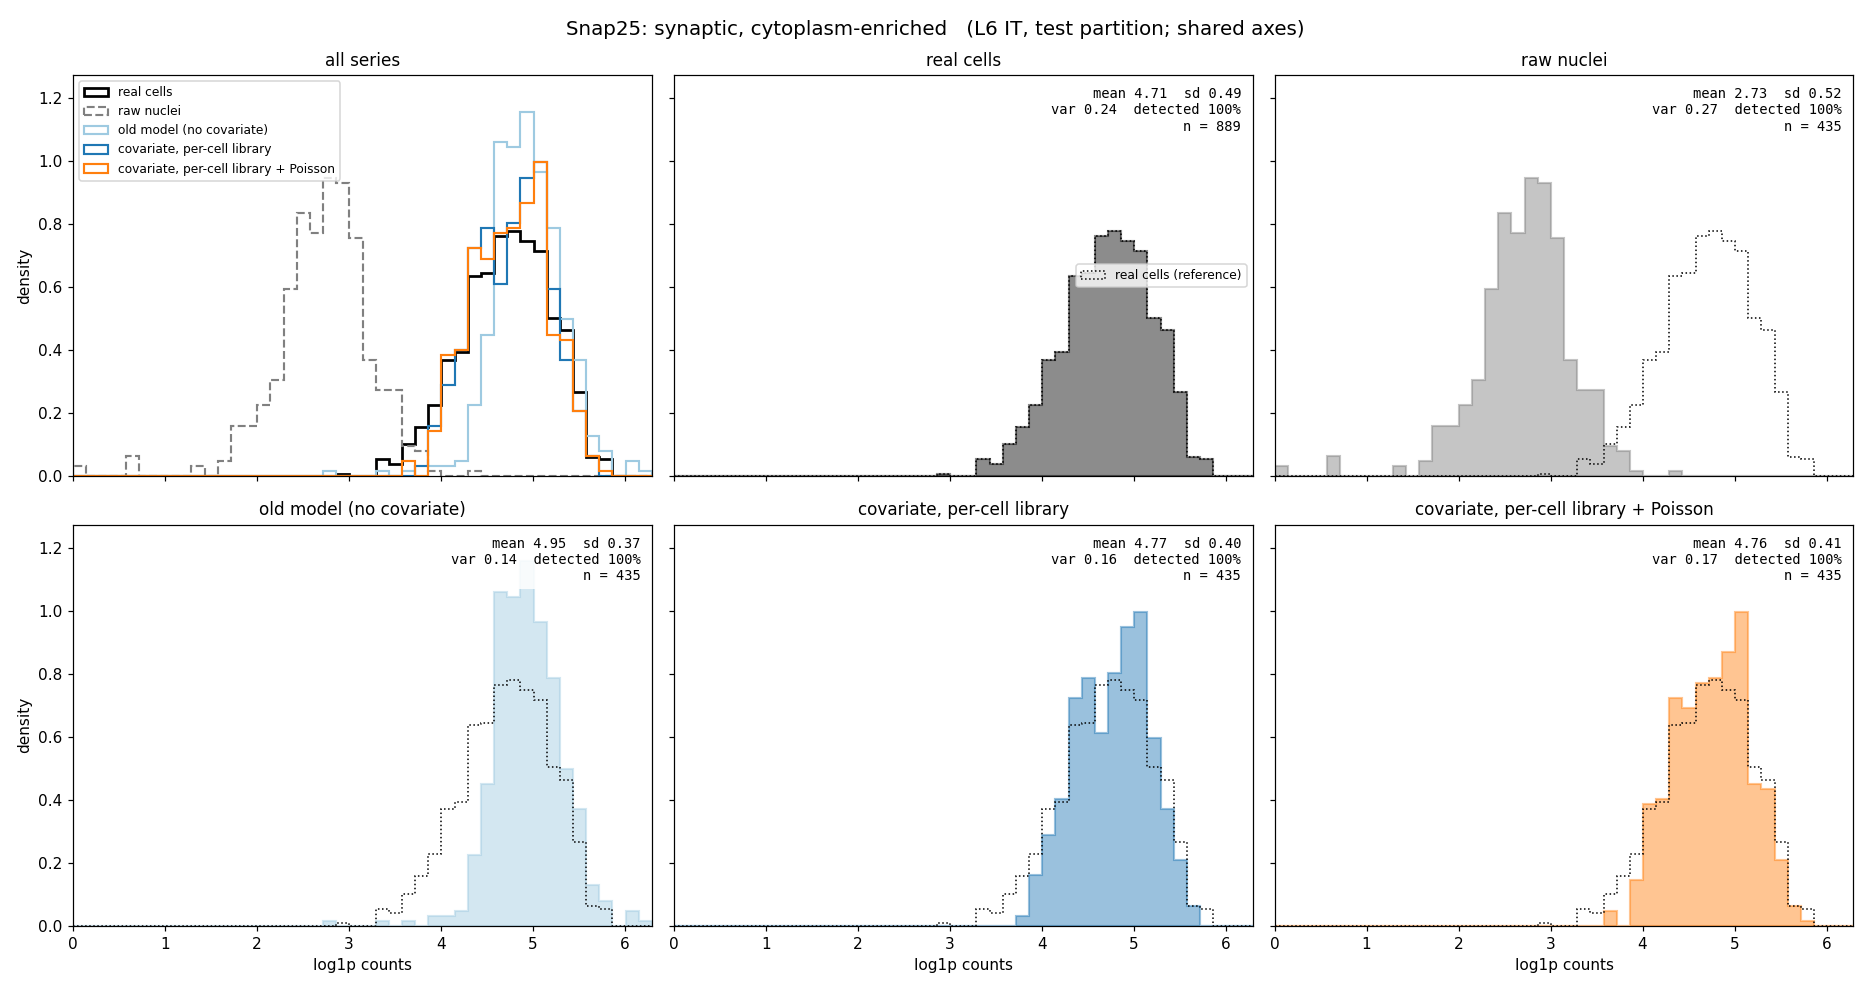 Snap25: synaptic, cytoplasm-enriched (L6 IT, test partition; shared axes)
all series
real cells
raw nuclei
old model (no covariate)
covariate, per-cell library
covariate, per-cell library + Poisson
density
1.2
1.0
0.8
0.6
0.4
0.2
0.0
real cells
mean 4.71 sd 0.49
var 0.24 detected 100%
n = 889
real cells (reference)
raw nuclei
mean 2.73 sd 0.52
var 0.27 detected 100%
n = 435
old model (no covariate)
mean 4.95 sd 0.37
var 0.14 detected 100%
n = 435
density
1.2
1.0
0.8
0.6
0.4
0.2
0.0
0 1 2 3 4 5 6
log1p counts
covariate, per-cell library
mean 4.77 sd 0.40
var 0.16 detected 100%
n = 435
0 1 2 3 4 5 6
log1p counts
covariate, per-cell library + Poisson
mean 4.76 sd 0.41
var 0.17 detected 100%
n = 435
0 1 2 3 4 5 6
log1p counts